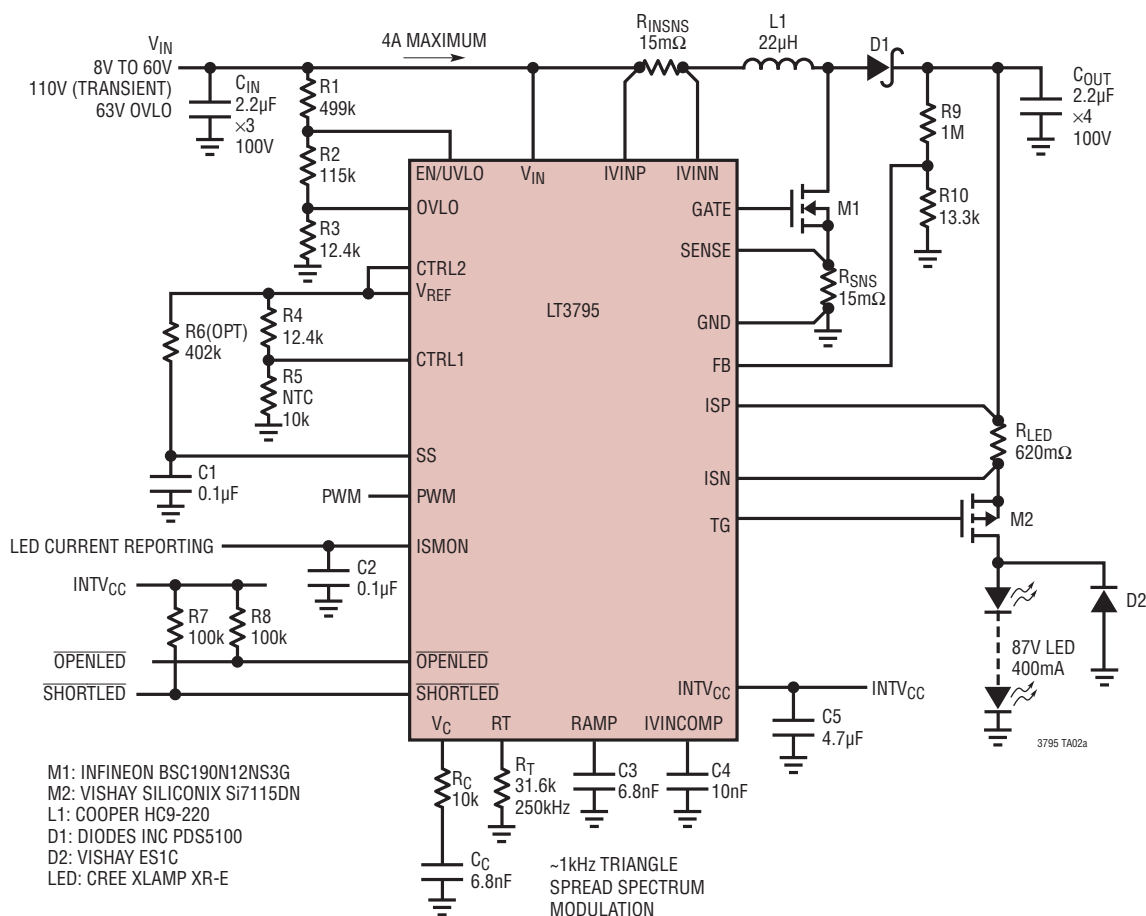 VIN
8V TO 60V
110V (TRANSIENT)
63V OVLO
CIN
2.2µF
×3
100V
4A MAXIMUM
RINSNS
15mΩ
L1
22µH
D1
COUT
2.2µF
×4
100V
R1
499k
R2
115k
R3
12.4k
R9
1M
R10
13.3k
EN/UVLO
VIN
IVINP
IVINN
OVLO
GATE
M1
SENSE
RSNS
15mΩ
GND
CTRL2
VREF
LT3795
R6(OPT)
402k
R4
12.4k
CTRL1
R5
NTC
10k
FB
ISP
RLED
620mΩ
ISN
SS
C1
0.1µF
PWM
PWM
TG
M2
LED CURRENT REPORTING
ISMON
C2
0.1µF
INTVCC
R7
100k
R8
100k
OPENLED
OPENLED
SHORTLED
SHORTLED
D2
87V LED
400mA
INTVCC
INTVCC
C5
4.7µF
3795 TA02a
VC
RT
RAMP
IVINCOMP
RC
10k
RT
31.6k
250kHz
C3
6.8nF
C4
10nF
CC
6.8nF
~1kHz TRIANGLE
SPREAD SPECTRUM
MODULATION
M1: INFINEON BSC190N12NS3G
M2: VISHAY SILICONIX Si7115DN
L1: COOPER HC9-220
D1: DIODES INC PDS5100
D2: VISHAY ES1C
LED: CREE XLAMP XR-E